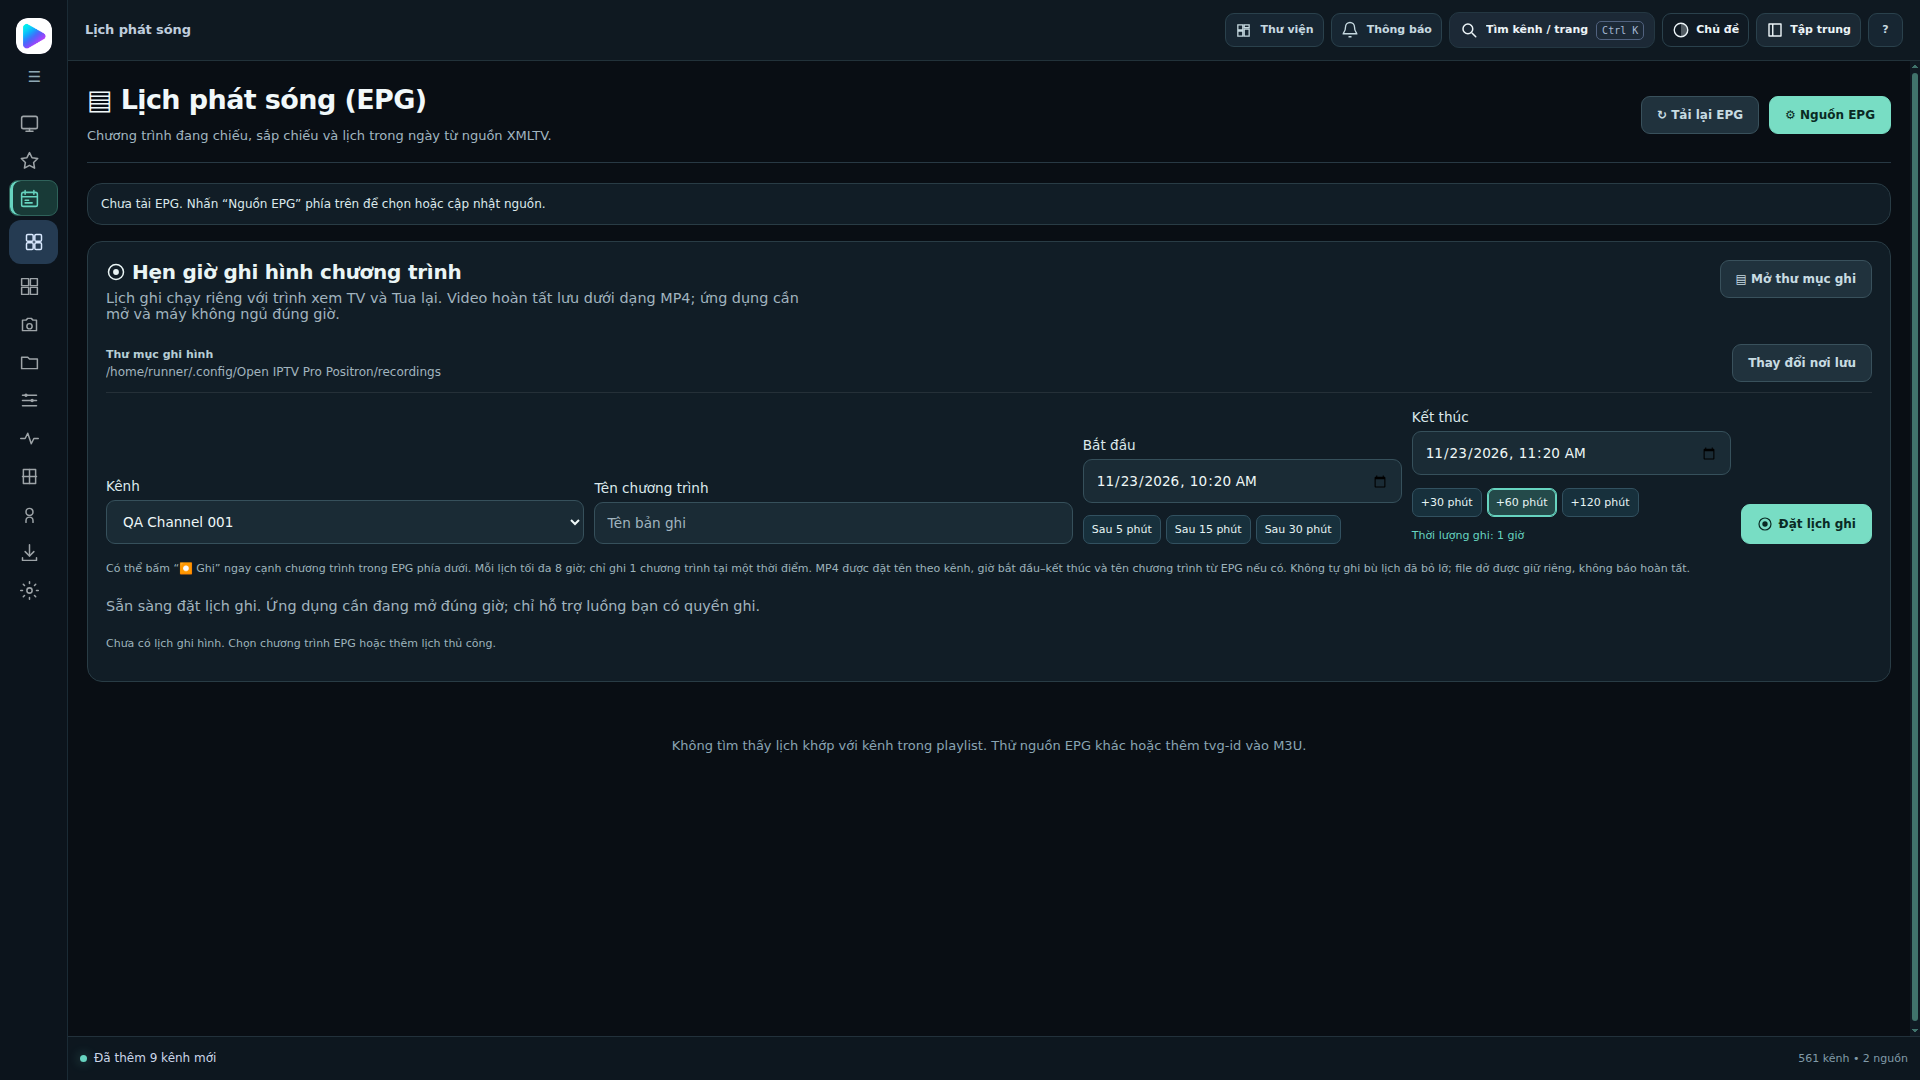 Lịch phát sóng
Thư viện
Thông báo
Tìm kênh / trang Ctrl K
Chủ đề
Tập trung
?
Lịch phát sóng (EPG)
Chương trình đang chiếu, sắp chiếu và lịch trong ngày từ nguồn XMLTV.
↻ Tải lại EPG
⚙ Nguồn EPG
Chưa tải EPG. Nhấn “Nguồn EPG” phía trên để chọn hoặc cập nhật nguồn.
Hẹn giờ ghi hình chương trình
Lịch ghi chạy riêng với trình xem TV và Tua lại. Video hoàn tất lưu dưới dạng MP4; ứng dụng cần
mở và máy không ngủ đúng giờ.
▤ Mở thư mục ghi
Thư mục ghi hình
/home/runner/.config/Open IPTV Pro Positron/recordings
Thay đổi nơi lưu
Kênh
QA Channel 001
Tên chương trình
Tên bản ghi
Bắt đầu
11/23/2026, 10:20 AM
Sau 5 phút
Sau 15 phút
Sau 30 phút
Kết thúc
11/23/2026, 11:20 AM
+30 phút
+60 phút
+120 phút
Thời lượng ghi: 1 giờ
Đặt lịch ghi
Có thể bấm “⏺ Ghi” ngay cạnh chương trình trong EPG phía dưới. Mỗi lịch tối đa 8 giờ; chỉ ghi 1 chương trình tại một thời điểm. MP4 được đặt tên theo kênh, giờ bắt đầu–kết thúc và tên chương trình từ EPG nếu có. Không tự ghi bù lịch đã bỏ lỡ; file dở được giữ riêng, không báo hoàn tất.
Sẵn sàng đặt lịch ghi. Ứng dụng cần đang mở đúng giờ; chỉ hỗ trợ luồng bạn có quyền ghi.
Chưa có lịch ghi hình. Chọn chương trình EPG hoặc thêm lịch thủ công.
Không tìm thấy lịch khớp với kênh trong playlist. Thử nguồn EPG khác hoặc thêm tvg-id vào M3U.
Đã thêm 9 kênh mới
561 kênh • 2 nguồn